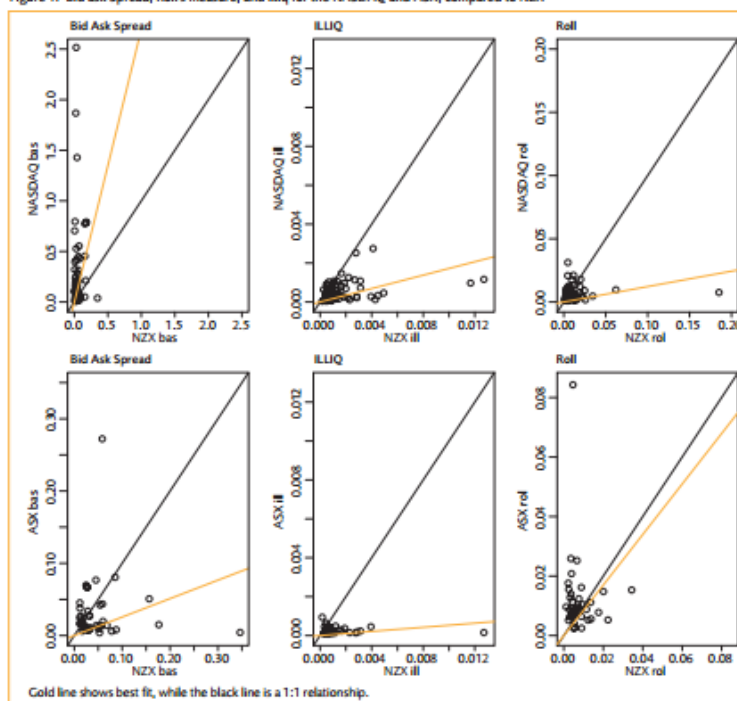 Bid Ask Spread
ILLIQ
Roll
NASDAQ bas
0.0 0.5 1.0 1.5 2.0 2.5
0.0 0.5 1.0 1.5 2.0 2.5
NZX bas
NASDAQ ill
0.000 0.004 0.008 0.012
0.000 0.004 0.008 0.012
NZX ill
NASDAQ rol
0.00 0.05 0.10 0.15 0.20
0.00 0.05 0.10 0.15 0.20
NZX rol
Bid Ask Spread
ILLIQ
Roll
ASX bas
0.00 0.10 0.20 0.30
0.00 0.10 0.20 0.30
NZX bas
ASX ill
0.000 0.004 0.008 0.012
0.000 0.004 0.008 0.012
NZX ill
ASX rol
0.00 0.02 0.04 0.06 0.08
0.00 0.02 0.04 0.06 0.08
NZX rol
Gold line shows best fit, while the black line is a 1:1 relationship.